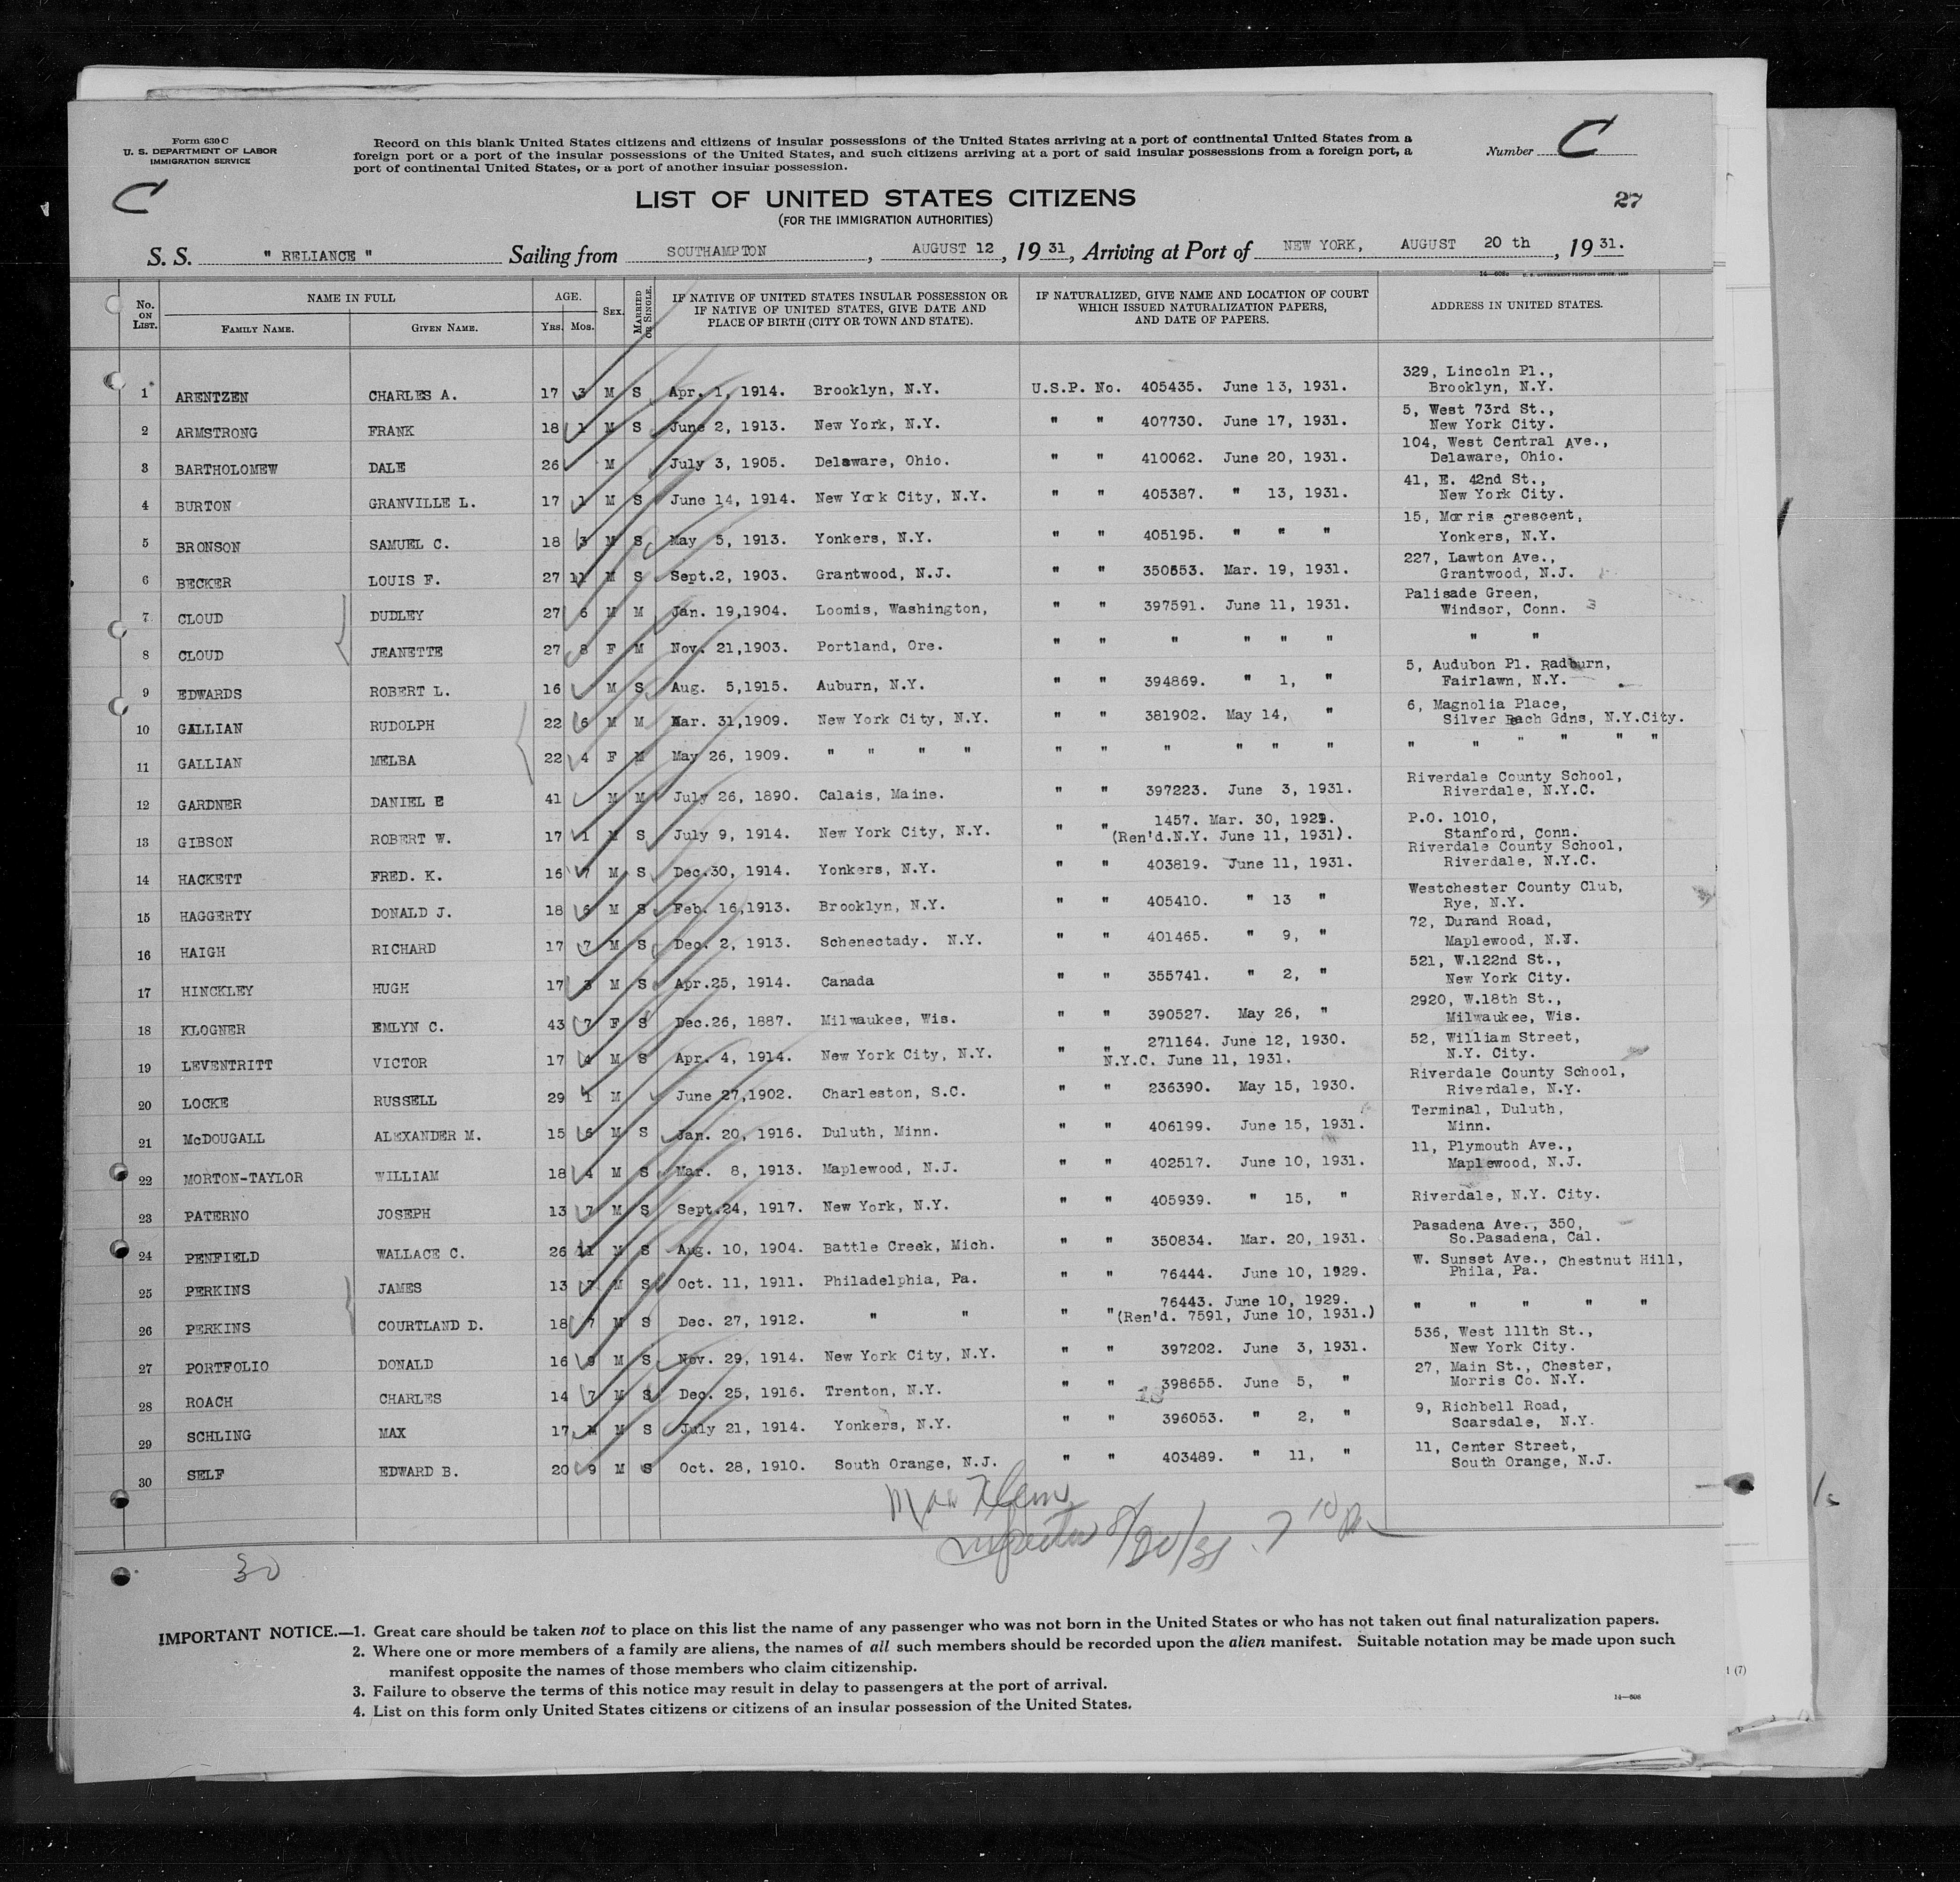 Form 630 C
U. S. DEPARTMENT OF LABOR
IMMIGRATION SERVICE
Record on this blank United States citizens and citizens of insular possessions of the United States arriving at a port of continental United States from a
foreign port or a port of the insular possessions of the United States, and such citizens arriving at a port of said insular possessions from a foreign port, a
port of continental United States, or a port of another insular possession.
Number C
C
LIST OF UNITED STATES CITIZENS
(FOR THE IMMIGRATION AUTHORITIES)
27
S. S. " RELIANCE " Sailing from SOUTHAMPTON, AUGUST 12, 19 31, Arriving at Port of NEW YORK, AUGUST 20 th, 19 31.
No. ON LIST. NAME IN FULL FAMILY NAME. GIVEN NAME. AGE. YRS. MOS. SEX. MARRIED OR SINGLE. IF NATIVE OF UNITED STATES INSULAR POSSESSION OR IF NATIVE OF UNITED STATES, GIVE DATE AND PLACE OF BIRTH (CITY OR TOWN AND STATE). IF NATURALIZED, GIVE NAME AND LOCATION OF COURT WHICH ISSUED NATURALIZATION PAPERS, AND DATE OF PAPERS. ADDRESS IN UNITED STATES.
1 ARENTZEN CHARLES A. 17 3 M S Apr. 1, 1914. Brooklyn, N.Y. U.S.P. No. 405435. June 13, 1931. 329, Lincoln Pl., Brooklyn, N.Y.
2 ARMSTRONG FRANK 18 1 M S June 2, 1913. New York, N.Y. " " 407730. June 17, 1931. 5, West 73rd St., New York City.
3 BARTHOLOMEW DALE 26 M July 3, 1905. Delaware, Ohio. " " 410062. June 20, 1931. 104, West Central Ave., Delaware, Ohio.
4 BURTON GRANVILLE L. 17 1 M S June 14, 1914. New York City, N.Y. " " 405387. " 13, 1931. 41, E. 42nd St., New York City.
5 BRONSON SAMUEL C. 18 3 M S May 5, 1913. Yonkers, N.Y. " " 405195. " " " 15, Morris Crescent, Yonkers, N.Y.
6 BECKER LOUIS F. 27 11 M S Sept.2, 1903. Grantwood, N.J. " " 350853. Mar. 19, 1931. 227, Lawton Ave., Grantwood, N.J.
7 CLOUD DUDLEY 27 6 M M Jan. 19,1904. Loomis, Washington, " " 397591. June 11, 1931. Palisade Green, Windsor, Conn.
8 CLOUD JEANETTE 27 8 F M Nov. 21,1903. Portland, Ore. " " " " " " " "
9 EDWARDS ROBERT L. 16 M S Aug. 5,1915. Auburn, N.Y. " " 394869. " 1, " 5, Audubon Pl. Radburn, Fairlawn, N.Y.
10 GALLIAN RUDOLPH 22 6 M M Mar. 31,1909. New York City, N.Y. " " 381902. May 14, " 6, Magnolia Place, Silver Beach Gdns, N.Y.City.
11 GALLIAN MELBA 22 4 F M May 26, 1909. " " " " " " " " " " " " " " " "
12 GARDNER DANIEL E 41 M M July 26, 1890. Calais, Maine. " " 397223. June 3, 1931. Riverdale County School, Riverdale, N.Y.C.
13 GIBSON ROBERT W. 17 1 M S July 9, 1914. New York City, N.Y. " " 1457. Mar. 30, 1929. (Ren'd.N.Y. June 11, 1931). P.O. 1010, Stanford, Conn.
14 HACKETT FRED. K. 16 7 M S Dec.30, 1914. Yonkers, N.Y. " " 403819. June 11, 1931. Riverdale County School, Riverdale, N.Y.C.
15 HAGGERTY DONALD J. 18 6 M S Feb. 16,1913. Brooklyn, N.Y. " " 405410. " 13 " Westchester County Club, Rye, N.Y.
16 HAIGH RICHARD 17 7 M S Dec. 2, 1913. Schenectady. N.Y. " " 401465. " 9, " 72, Durand Road, Maplewood, N.J.
17 HINCKLEY HUGH 17 3 M S Apr.25, 1914. Canada " " 355741. " 2, " 521, W.122nd St., New York City.
18 KLOGNER EMLYN C. 43 7 F S Dec.26, 1887. Milwaukee, Wis. " " 390527. May 26, " 2920, W.18th St., Milwaukee, Wis.
19 LEVENTRITT VICTOR 17 4 M S Apr. 4, 1914. New York City, N.Y. " " 271164. June 12, 1930. N.Y.C. June 11, 1931. 52, William Street, N.Y. City.
20 LOCKE RUSSELL 29 1 M June 27,1902. Charleston, S.C. " " 236390. May 15, 1930. Riverdale County School, Riverdale, N.Y.
21 McDOUGALL ALEXANDER M. 15 6 M S Jan. 20, 1916. Duluth, Minn. " " 406199. June 15, 1931. Terminal, Duluth, Minn.
22 MORTON-TAYLOR WILLIAM 18 4 M S Mar. 8, 1913. Maplewood, N.J. " " 402517. June 10, 1931. 11, Plymouth Ave., Maplewood, N.J.
23 PATERNO JOSEPH 13 7 M S Sept.24, 1917. New York, N.Y. " " 405939. " 15, " Riverdale, N.Y. City.
24 PENFIELD WALLACE C. 26 11 M S Aug. 10, 1904. Battle Creek, Mich. " " 350834. Mar. 20, 1931. Pasadena Ave., 350, So.Pasadena, Cal.
25 PERKINS JAMES 13 7 M S Oct. 11, 1911. Philadelphia, Pa. " " 76444. June 10, 1929. W. Sunset Ave., Chestnut Hill, Phila, Pa.
26 PERKINS COURTLAND D. 18 7 M S Dec. 27, 1912. " " " " 76443. June 10, 1929. (Ren'd. 7591, June 10, 1931.) " " " " "
27 PORTFOLIO DONALD 16 9 M S Nov. 29, 1914. New York City, N.Y. " " 397202. June 3, 1931. 536, West 111th St., New York City.
28 ROACH CHARLES 14 7 M S Dec. 25, 1916. Trenton, N.Y. " " 398655. June 5, " 27, Main St., Chester, Morris Co. N.Y.
29 SCHLING MAX 17 M S July 21, 1914. Yonkers, N.Y. " " 396053. " 2, " 9, Richbell Road, Scarsdale, N.Y.
30 SELF EDWARD B. 20 9 M S Oct. 28, 1910. South Orange, N.J. " " 403489. " 11, " 11, Center Street, South Orange, N.J.
Inspector 8/20/31
30
IMPORTANT NOTICE.—1. Great care should be taken not to place on this list the name of any passenger who was not born in the United States or who has not taken out final naturalization papers.
2. Where one or more members of a family are aliens, the names of all such members should be recorded upon the alien manifest. Suitable notation may be made upon such
manifest opposite the names of those members who claim citizenship.
3. Failure to observe the terms of this notice may result in delay to passengers at the port of arrival.
4. List on this form only United States citizens or citizens of an insular possession of the United States.